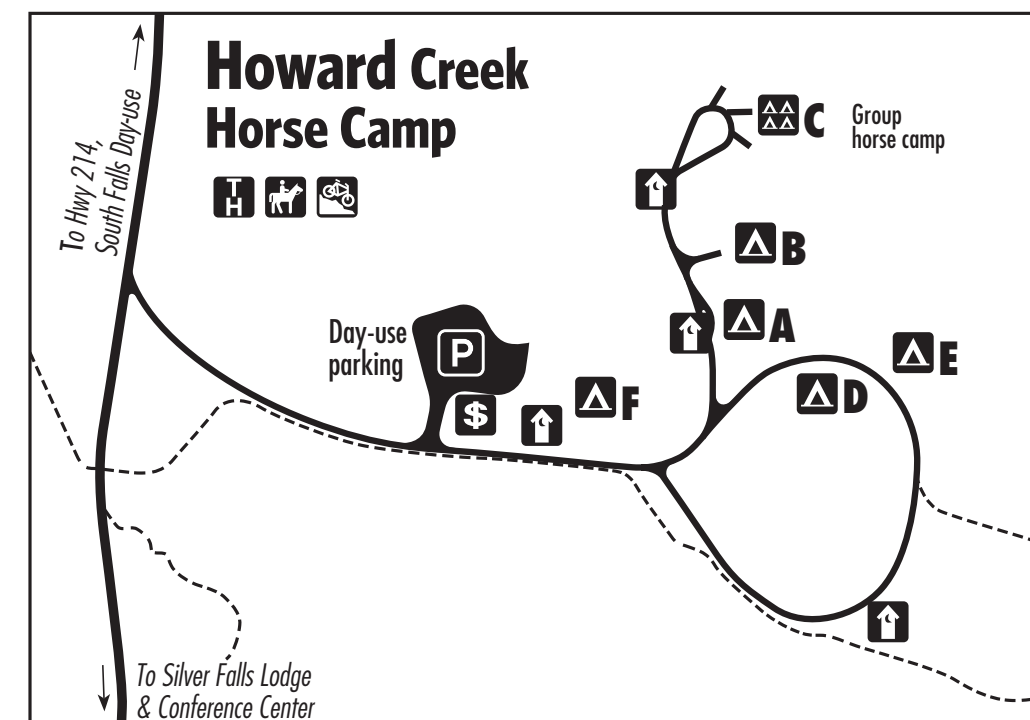 Howard Creek
Horse Camp
T
H
To Hwy 214,
South Falls Day-use
C
Group
horse camp
B
A
Day-use
parking
P
$
F
E
D
To Silver Falls Lodge
& Conference Center